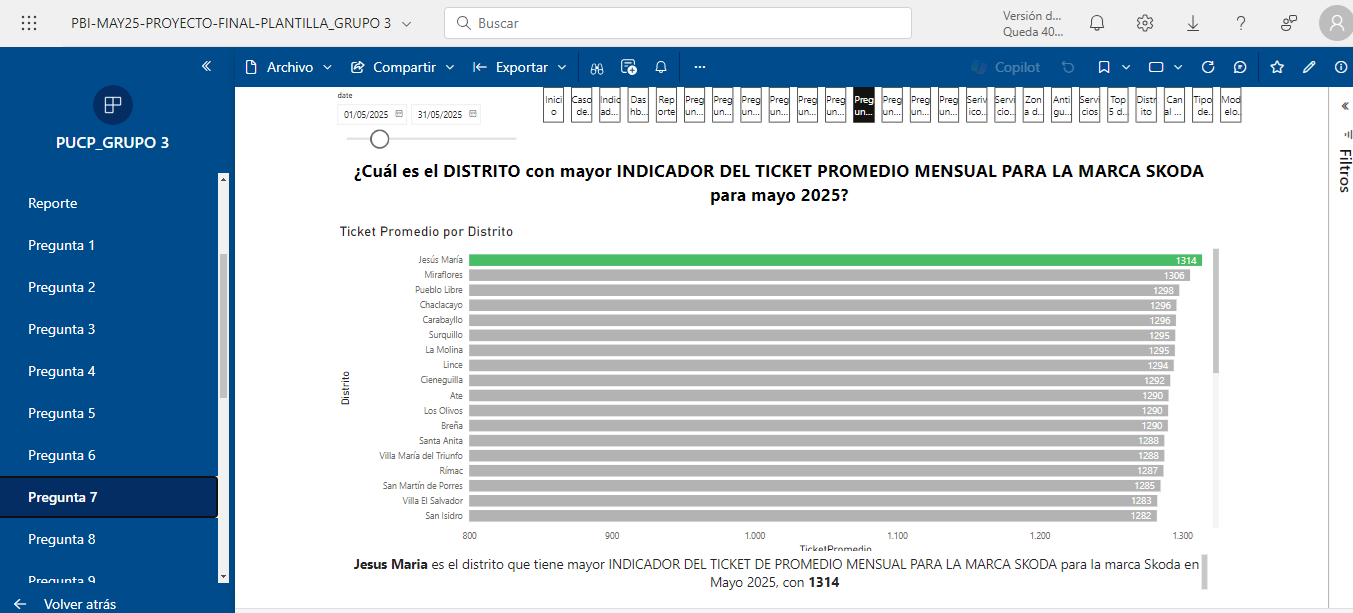 PBI-MAY25-PROYECTO-FINAL-PLANTILLA_GRUPO 3
Buscar
Versión d...
Queda 40...
Archivo
Compartir
Exportar
...
Copilot
PUCP_GRUPO 3
Reporte
Pregunta 1
Pregunta 2
Pregunta 3
Pregunta 4
Pregunta 5
Pregunta 6
Pregunta 7
Pregunta 8
Pregunta 9
Volver atrás
date
01/05/2025
31/05/2025
Inici
o
Caso
de.
Indic
ad...
Das
hb...
Rep
orte
Preg
un...
Preg
un...
Preg
un...
Preg
un...
Preg
un...
Preg
un...
Preg
un...
Preg
un...
Preg
un...
Preg
un...
Seriv
ico..
Servi
cio...
Zon
a d...
Anti
gu...
Servi
cios
Top
5 d..
Distr
ito
Can
al ...
Tipo
de..
Mod
elo.
¿Cuál es el DISTRITO con mayor INDICADOR DEL TICKET PROMEDIO MENSUAL PARA LA MARCA SKODA
para mayo 2025?
Ticket Promedio por Distrito
Distrito
Jesús María 1314
Miraflores 1306
Pueblo Libre 1298
Chaclacayo 1296
Carabayllo 1296
Surquillo 1295
La Molina 1295
Lince 1294
Cieneguilla 1292
Ate 1290
Los Olivos 1290
Breña 1290
Santa Anita 1288
Villa María del Triunfo 1288
Rímac 1287
San Martín de Porres 1285
Villa El Salvador 1283
San Isidro 1282
800 900 1.000 1.100 1.200 1.300
TicketPromedio
Jesus Maria es el distrito que tiene mayor INDICADOR DEL TICKET DE PROMEDIO MENSUAL PARA LA MARCA SKODA para la marca Skoda en
Mayo 2025, con 1314
Filtros